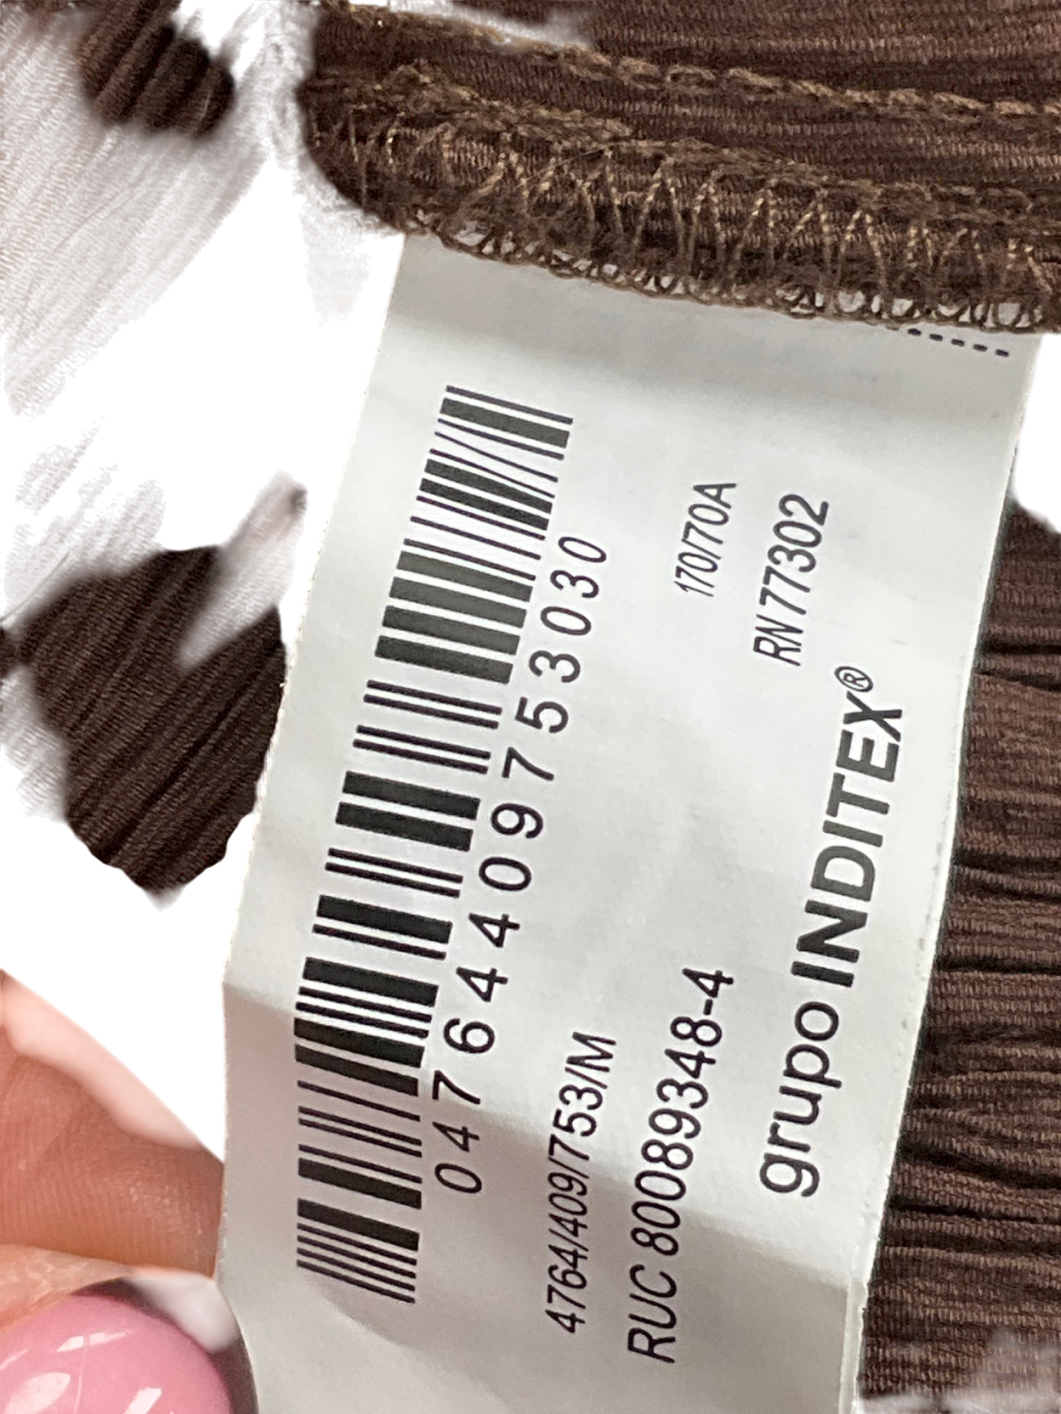 04764409753030
4764/409/753/M
170/70A
RUC 80089348-4
RN 77302
grupo INDITEX®